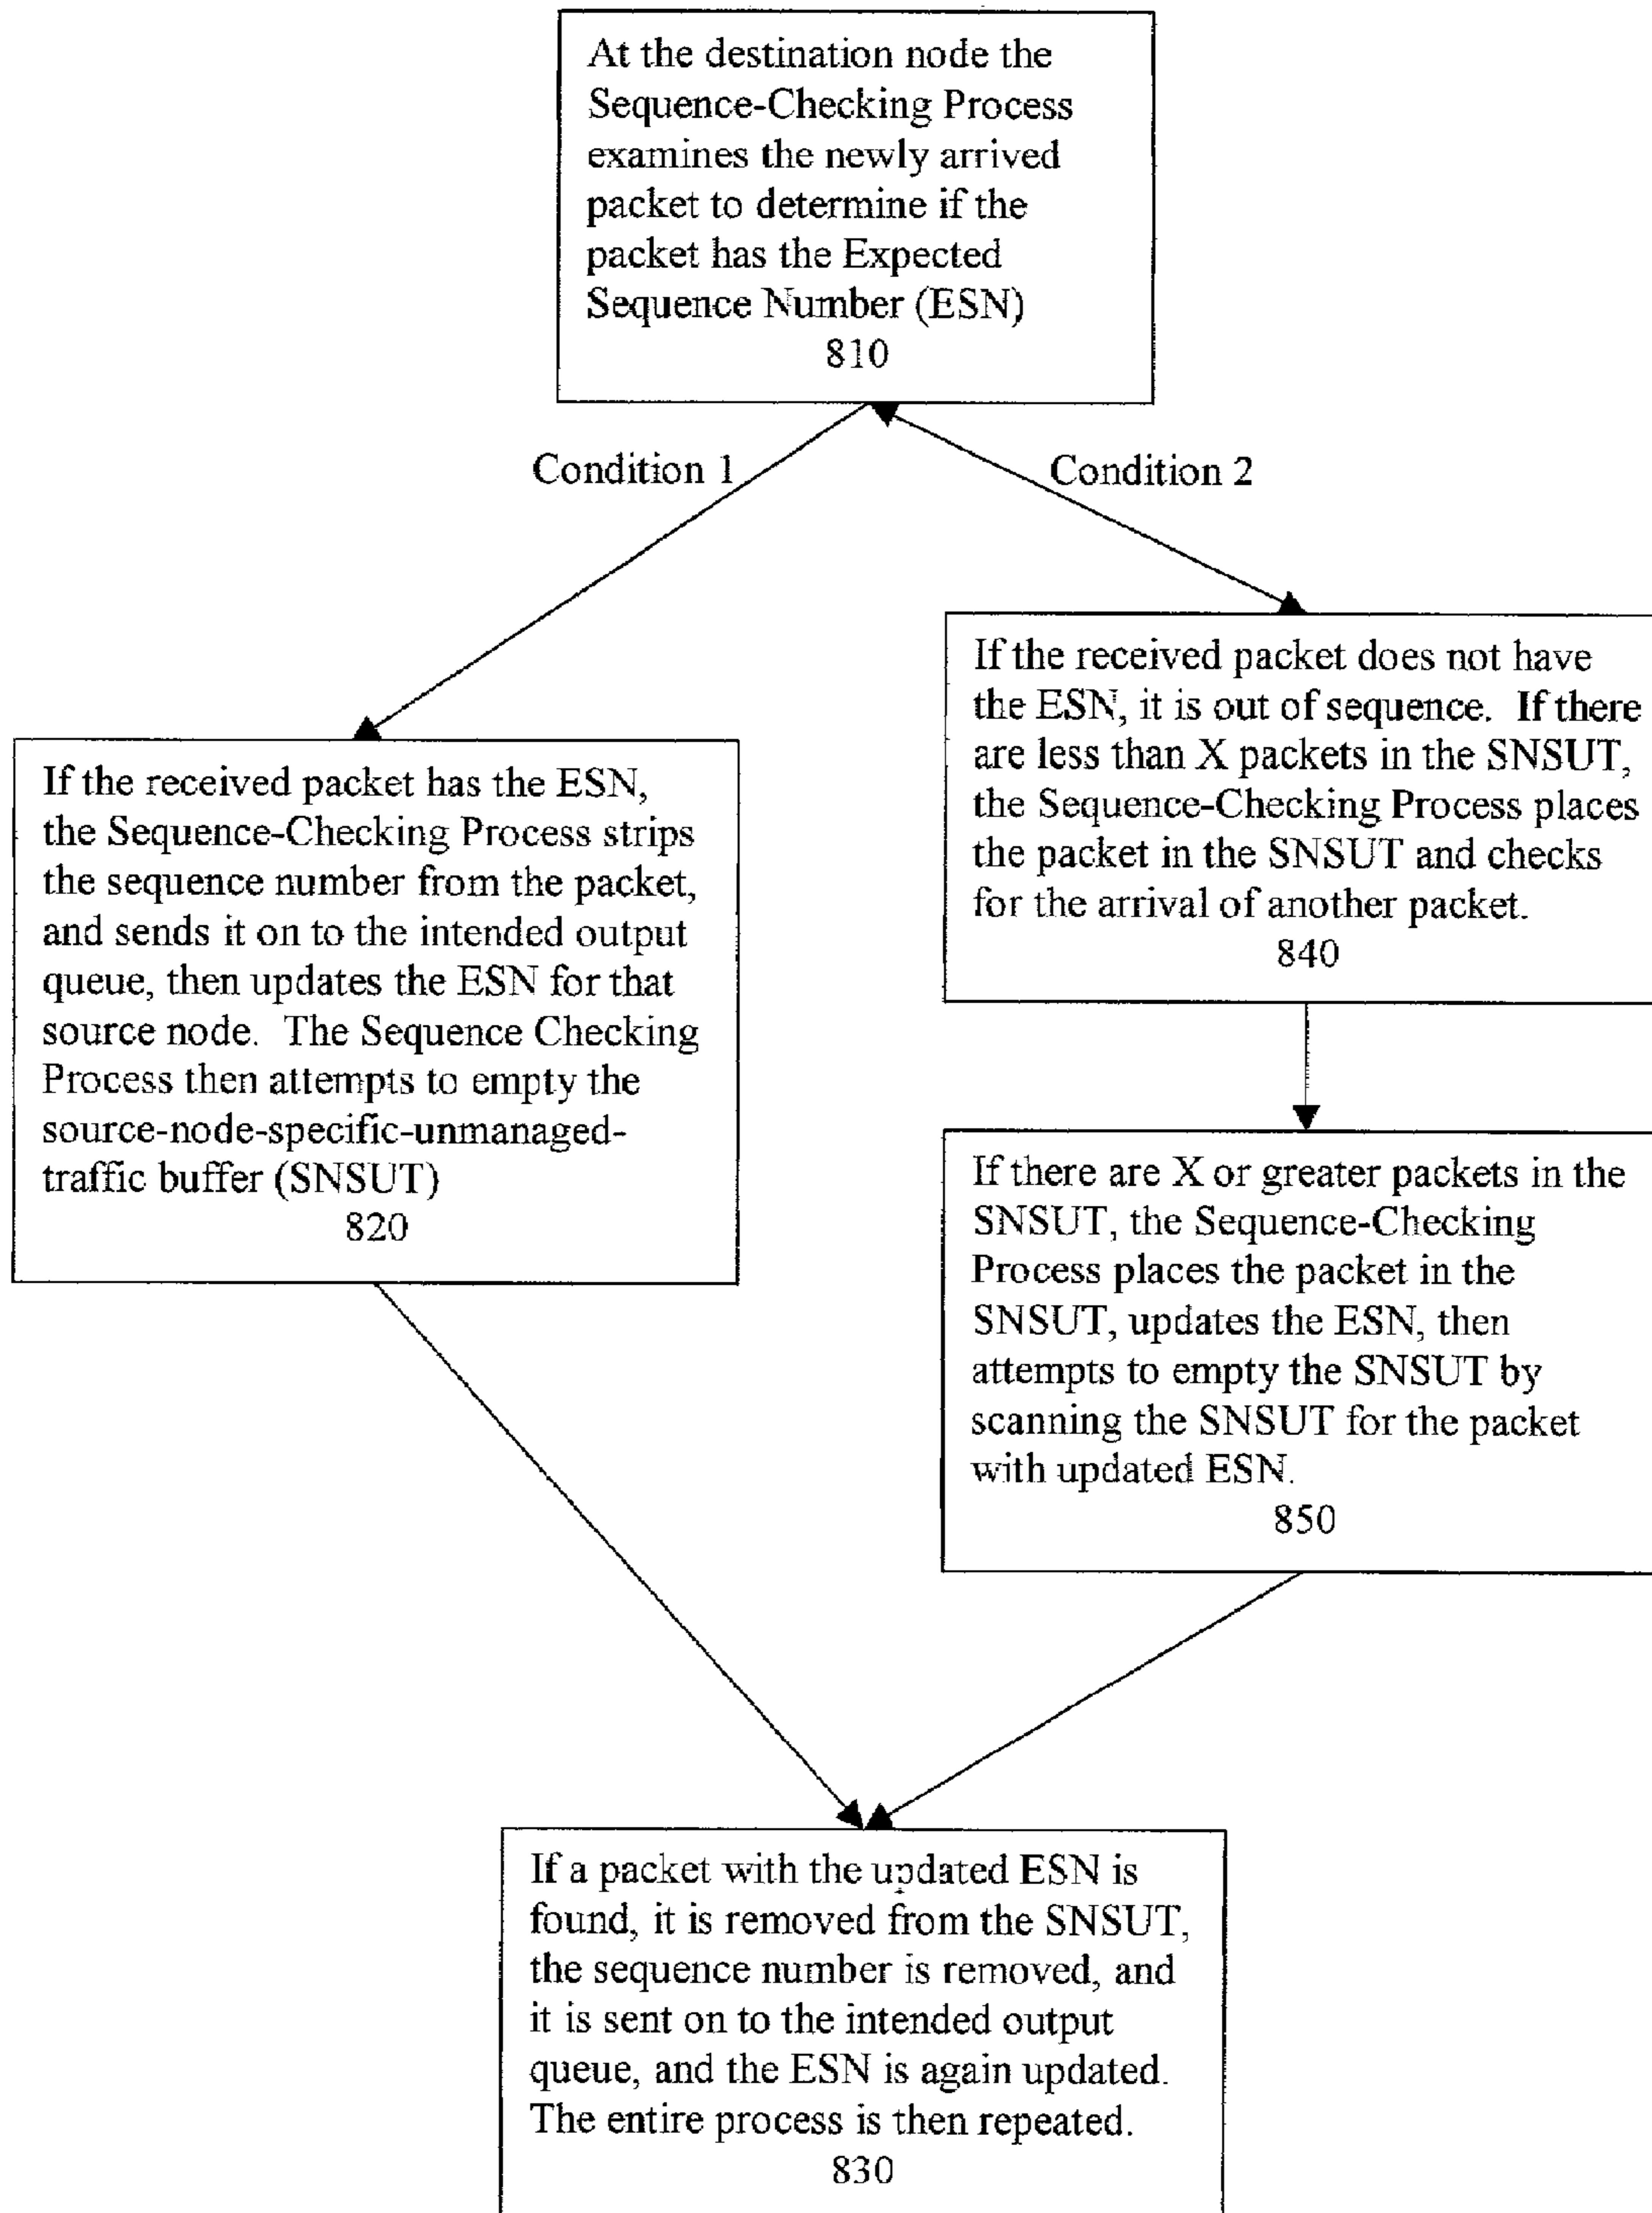 At the destination node the
Sequence-Checking Process
examines the newly arrived
packet to determine if the
packet has the Expected
Sequence Number (ESN)
810
Condition 1
Condition 2
If the received packet has the ESN,
the Sequence-Checking Process strips
the sequence number from the packet,
and sends it on to the intended output
queue, then updates the ESN for that
source node. The Sequence Checking
Process then attempts to empty the
source-node-specific-unmanaged-
traffic buffer (SNSUT)
820
If the received packet does not have
the ESN, it is out of sequence. If there
are less than X packets in the SNSUT,
the Sequence-Checking Process places
the packet in the SNSUT and checks
for the arrival of another packet.
840
If there are X or greater packets in the
SNSUT, the Sequence-Checking
Process places the packet in the
SNSUT, updates the ESN, then
attempts to empty the SNSUT by
scanning the SNSUT for the packet
with updated ESN.
850
If a packet with the updated ESN is
found, it is removed from the SNSUT,
the sequence number is removed, and
it is sent on to the intended output
queue, and the ESN is again updated.
The entire process is then repeated.
830